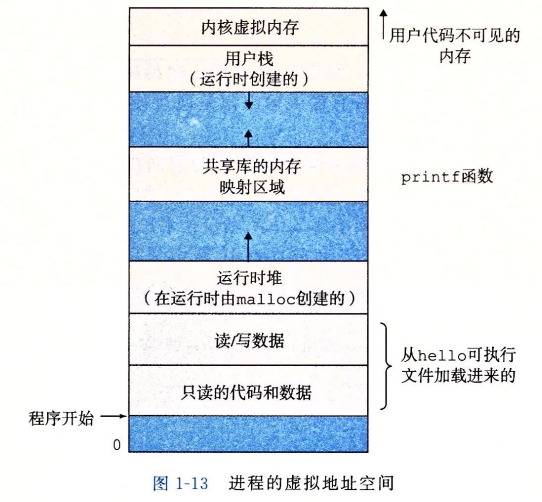 内核虚拟内存
用户代码不可见的
内存
用户栈
（运行时创建的）
共享库的内存
映射区域
printf函数
运行时堆
（在运行时由malloc创建的）
读/写数据
从hello可执行
文件加载进来的
只读的代码和数据
程序开始
0
图 1-13 进程的虚拟地址空间